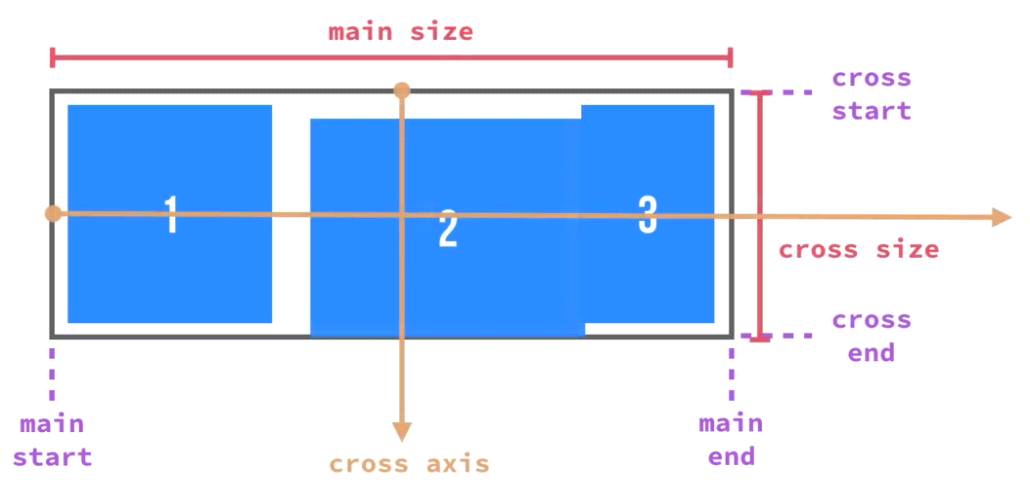 main size
cross
start
1
2
3
cross size
cross
end
main
start
main
end
cross axis